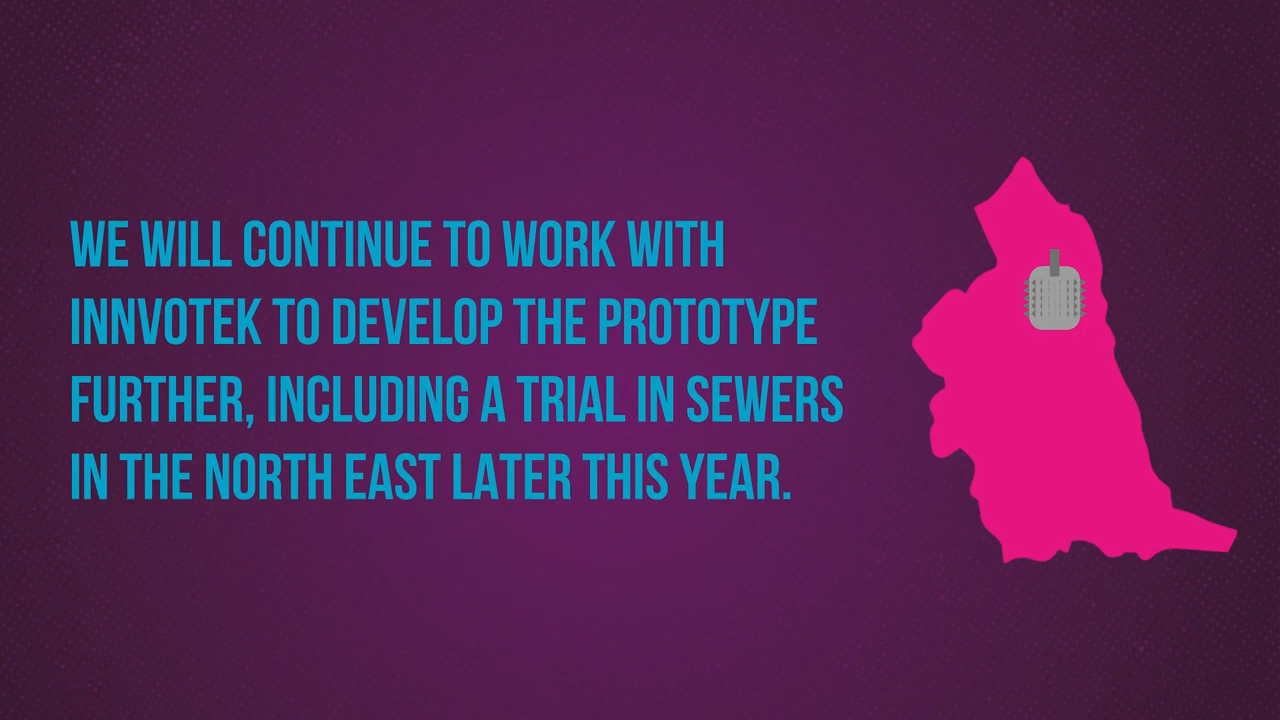 WE WILL CONTINUE TO WORK WITH
INNVOTEK TO DEVELOP THE PROTOTYPE
FURTHER, INCLUDING A TRIAL IN SEWERS
IN THE NORTH EAST LATER THIS YEAR.